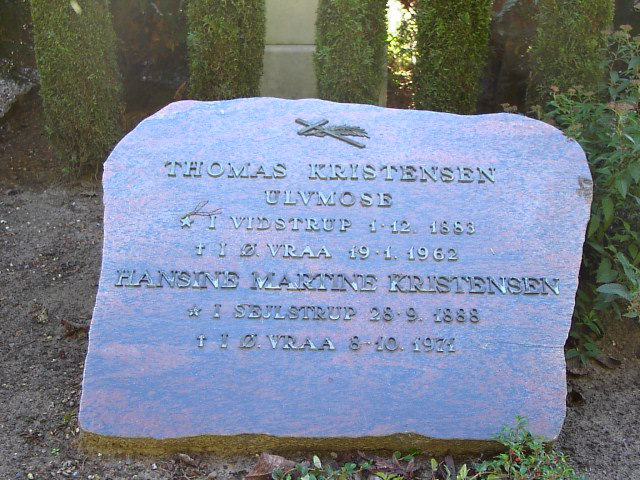 THOMAS KRISTENSEN
ULVMOSE
* I VIDSTRUP 1-12. 1883
† I Ø. VRAA 19-1. 1962
HANSINE MARTINE KRISTENSEN
* I SEJLSTRUP 28-9. 1888
† I Ø. VRAA 8-10. 1971